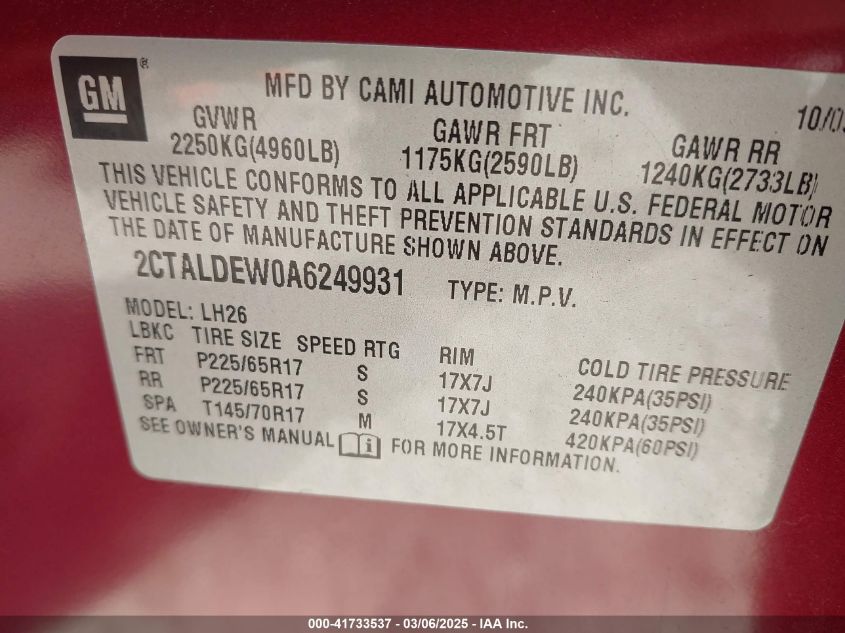 GM ®
MFD BY CAMI AUTOMOTIVE INC.
10/0
GVWR GAWR FRT GAWR RR
2250KG(4960LB) 1175KG(2590LB) 1240KG(2733LB)
THIS VEHICLE CONFORMS TO ALL APPLICABLE U.S. FEDERAL MOTOR
VEHICLE SAFETY AND THEFT PREVENTION STANDARDS IN EFFECT ON
THE DATE OF MANUFACTURE SHOWN ABOVE.
2CTALDEW0A6249931 TYPE: M.P.V.
MODEL: LH26
LBKC TIRE SIZE SPEED RTG RIM COLD TIRE PRESSURE
FRT P225/65R17 S 17X7J 240KPA(35PSI)
RR P225/65R17 S 17X7J 240KPA(35PSI)
SPA T145/70R17 M 17X4.5T 420KPA(60PSI)
SEE OWNER'S MANUAL FOR MORE INFORMATION.
000-41733537 - 03/06/2025 - IAA Inc.